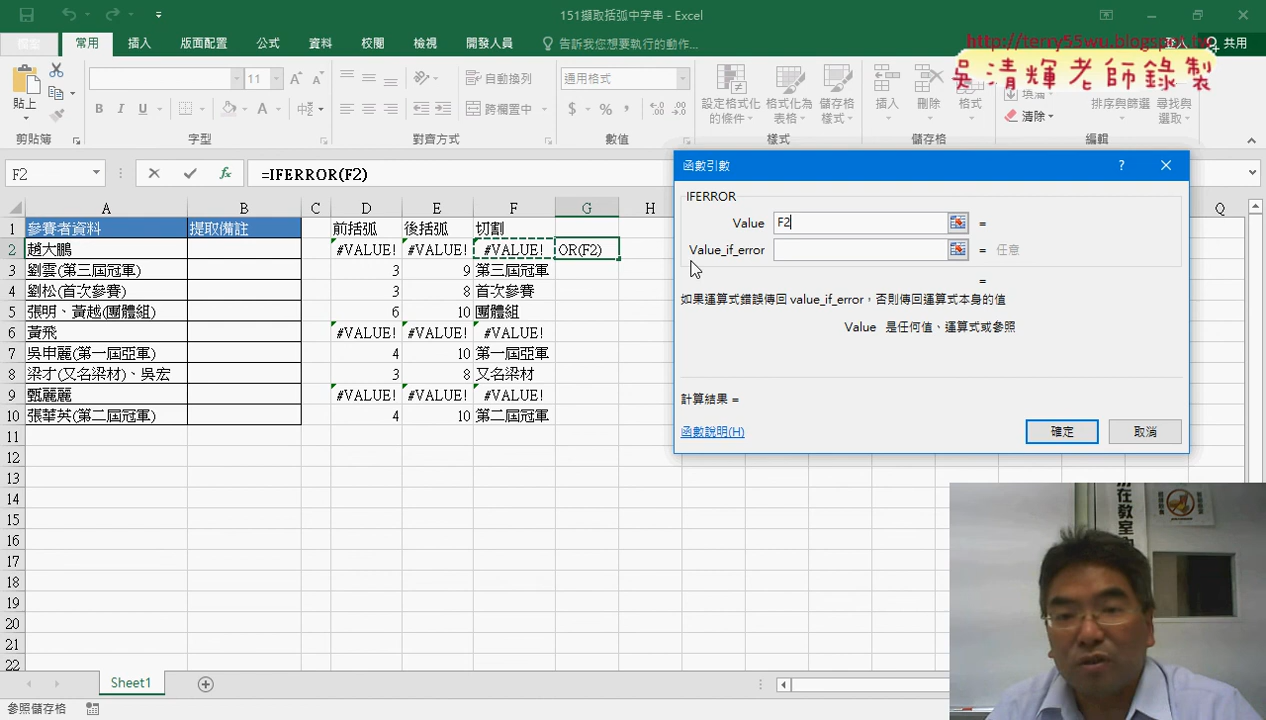 151擷取括弧中字串 - Excel
http://terry55wu.blogspot.tw
吳清輝老師錄製
常用 插入 版面配置 公式 資料 校閱 檢視 開發人員 告訴我您想要執行的動作... 共用
貼上 11 自動換列 通用格式 設定格式化的條件 格式化為表格 儲存格樣式 插入 刪除 格式 排序與篩選 尋找與選取
B I U 跨欄置中 $ % 清除
剪貼簿 字型 對齊方式 數值 樣式 儲存格 編輯
F2 =IFERROR(F2)
A B C D E F G H Q
1 參賽者資料 提取備註 前括弧 後括弧 切割
2 趙大鵬 #VALUE! #VALUE! #VALUE! OR(F2)
3 劉雲(第三屆冠軍) 3 9 第三屆冠軍
4 劉松(首次參賽) 3 8 首次參賽
5 張明、黃越(團體組) 6 10 團體組
6 黃飛 #VALUE! #VALUE! #VALUE!
7 吳申麗(第一屆亞軍) 4 10 第一屆亞軍
8 梁才(又名梁材)、吳宏 3 8 又名梁材
9 甄麗麗 #VALUE! #VALUE! #VALUE!
10 張華英(第二屆冠軍) 4 10 第二屆冠軍
11
12
13
14
15
16
17
18
19
20
21
22
函數引數 ?
IFERROR
Value F2 =
Value_if_error = 任意
=
如果運算式錯誤傳回 value_if_error，否則傳回運算式本身的值
Value 是任何值、運算式或參照
計算結果 =
函數說明(H) 確定 取消
Sheet1
參照儲存格